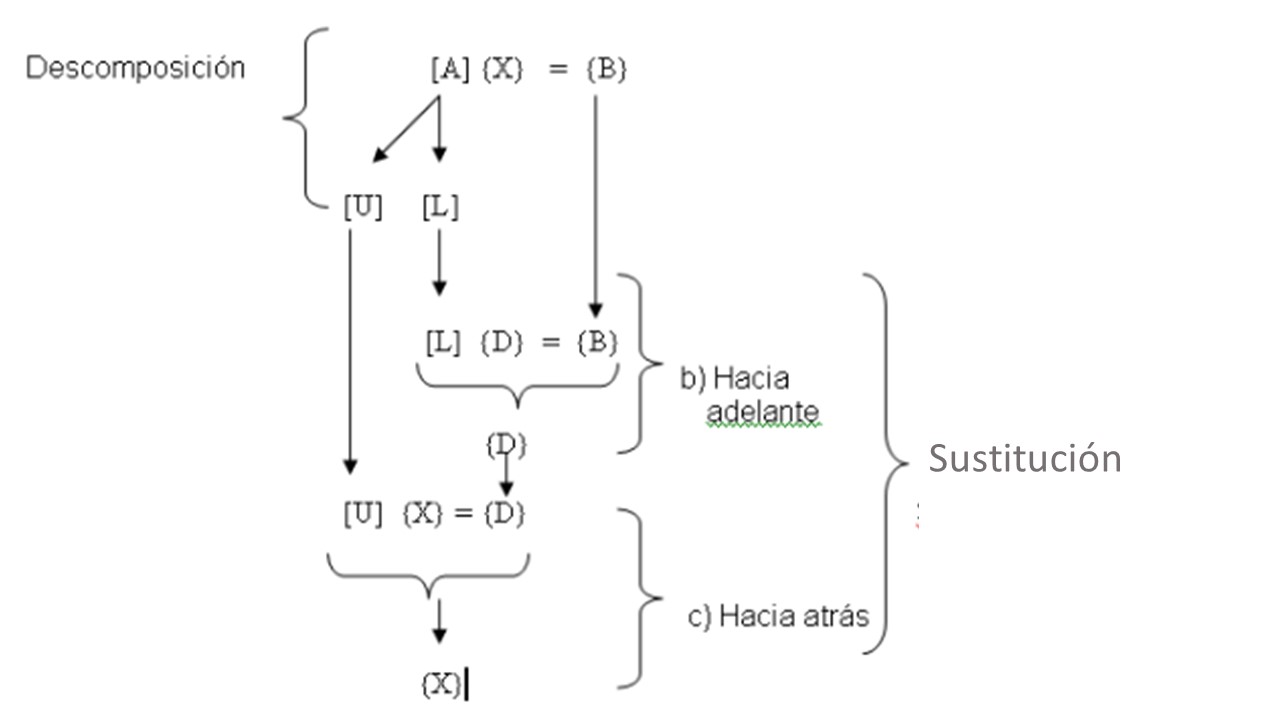 Descomposición
[A] {X} = {B}
[U] [L]
[L] {D} = {B}
b) Hacia
adelante
{D}
Sustitución
[U] {X} = {D}
c) Hacia atrás
{X}